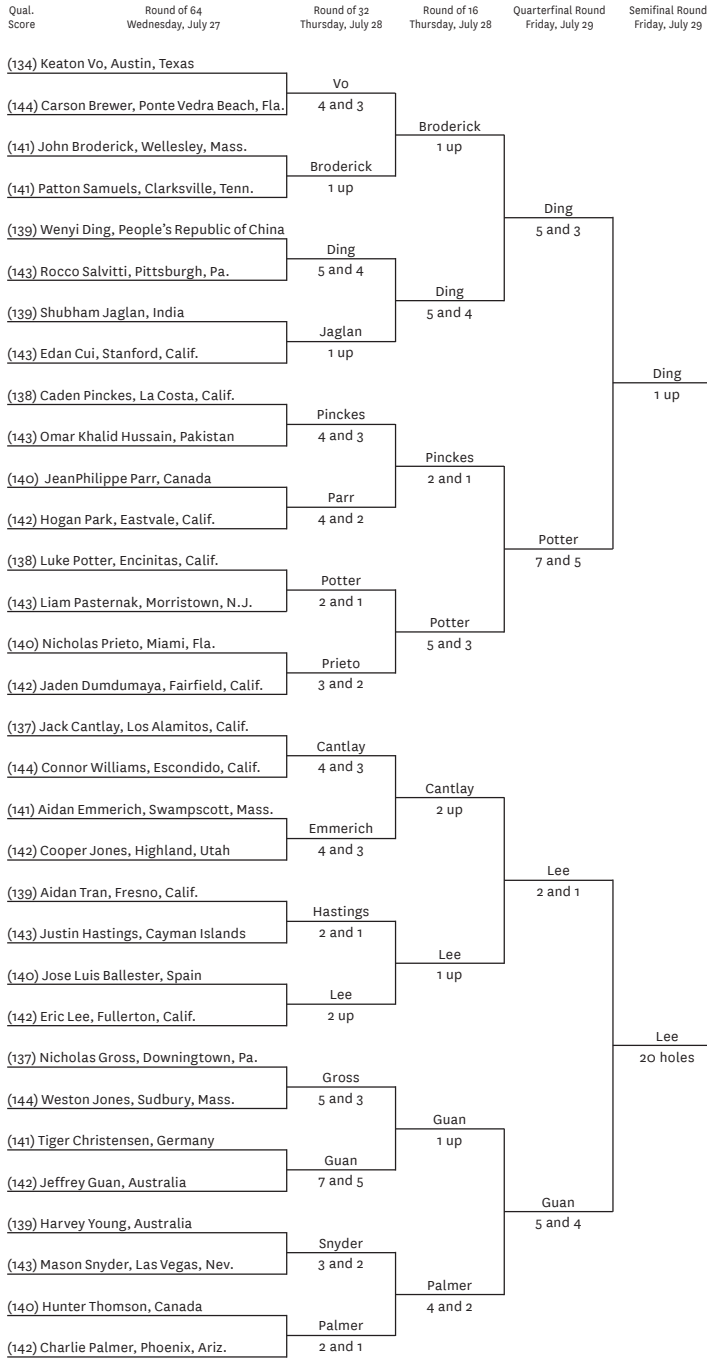 Qual.
Score
Round of 64
Wednesday, July 27
Round of 32
Thursday, July 28
Round of 16
Thursday, July 28
Quarterfinal Round
Friday, July 29
Semifinal Round
Friday, July 29
(134) Keaton Vo, Austin, Texas
Vo
4 and 3
(144) Carson Brewer, Ponte Vedra Beach, Fla.
Broderick
1 up
(141) John Broderick, Wellesley, Mass.
Broderick
1 up
(141) Patton Samuels, Clarksville, Tenn.
Ding
5 and 3
(139) Wenyi Ding, People's Republic of China
Ding
5 and 4
(143) Rocco Salvitti, Pittsburgh, Pa.
Ding
5 and 4
(139) Shubham Jaglan, India
Jaglan
1 up
(143) Edan Cui, Stanford, Calif.
Ding
1 up
(138) Caden Pinckes, La Costa, Calif.
Pinckes
4 and 3
(143) Omar Khalid Hussain, Pakistan
Pinckes
2 and 1
(140) JeanPhilippe Parr, Canada
Parr
4 and 2
(142) Hogan Park, Eastvale, Calif.
Potter
7 and 5
(138) Luke Potter, Encinitas, Calif.
Potter
2 and 1
(143) Liam Pasternak, Morristown, N.J.
Potter
5 and 3
(140) Nicholas Prieto, Miami, Fla.
Prieto
3 and 2
(142) Jaden Dumdumaya, Fairfield, Calif.
(137) Jack Cantlay, Los Alamitos, Calif.
Cantlay
4 and 3
(144) Connor Williams, Escondido, Calif.
Cantlay
2 up
(141) Aidan Emmerich, Swampscott, Mass.
Emmerich
4 and 3
(142) Cooper Jones, Highland, Utah
Lee
2 and 1
(139) Aidan Tran, Fresno, Calif.
Hastings
2 and 1
(143) Justin Hastings, Cayman Islands
Lee
1 up
(140) Jose Luis Ballester, Spain
Lee
2 up
(142) Eric Lee, Fullerton, Calif.
Lee
20 holes
(137) Nicholas Gross, Downingtown, Pa.
Gross
5 and 3
(144) Weston Jones, Sudbury, Mass.
Guan
1 up
(141) Tiger Christensen, Germany
Guan
7 and 5
(142) Jeffrey Guan, Australia
Guan
5 and 4
(139) Harvey Young, Australia
Snyder
3 and 2
(143) Mason Snyder, Las Vegas, Nev.
Palmer
4 and 2
(140) Hunter Thomson, Canada
Palmer
2 and 1
(142) Charlie Palmer, Phoenix, Ariz.